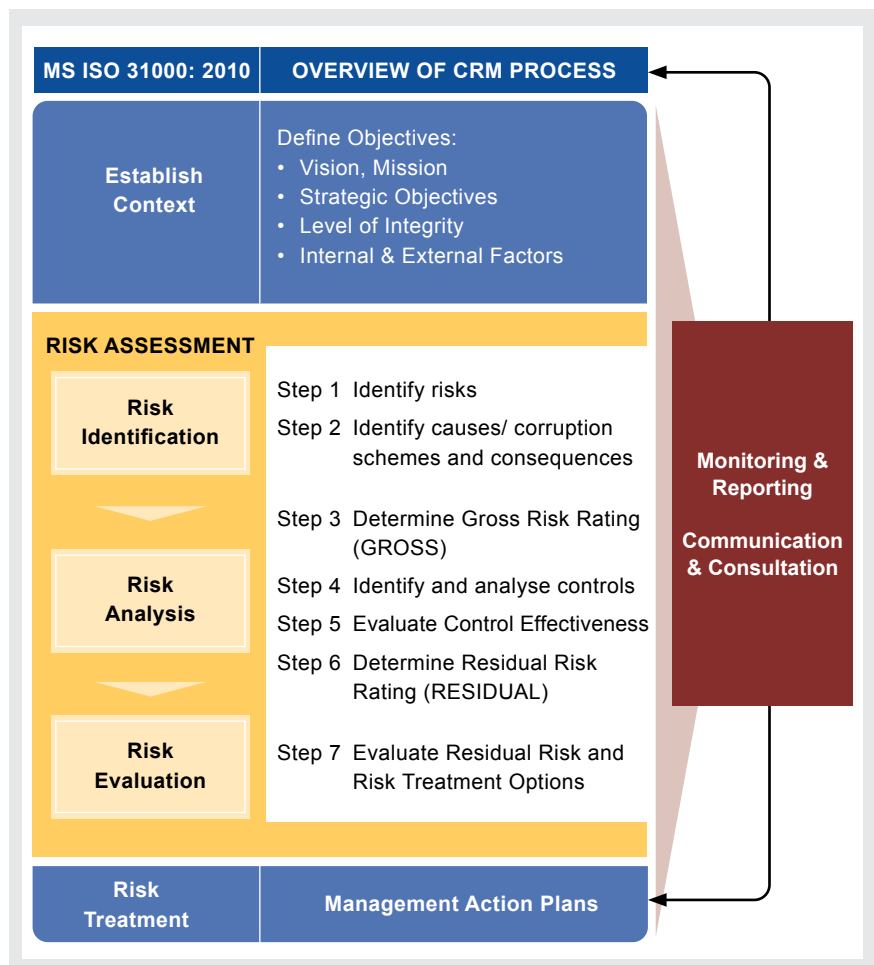 MS ISO 31000: 2010
OVERVIEW OF CRM PROCESS
Establish
Context
Define Objectives:
• Vision, Mission
• Strategic Objectives
• Level of Integrity
• Internal & External Factors
RISK ASSESSMENT
Risk
Identification
Step 1 Identify risks
Step 2 Identify causes/ corruption
schemes and consequences
Risk
Analysis
Step 3 Determine Gross Risk Rating
(GROSS)
Step 4 Identify and analyse controls
Step 5 Evaluate Control Effectiveness
Step 6 Determine Residual Risk
Rating (RESIDUAL)
Risk
Evaluation
Step 7 Evaluate Residual Risk and
Risk Treatment Options
Risk
Treatment
Management Action Plans
Monitoring &
Reporting
Communication
& Consultation